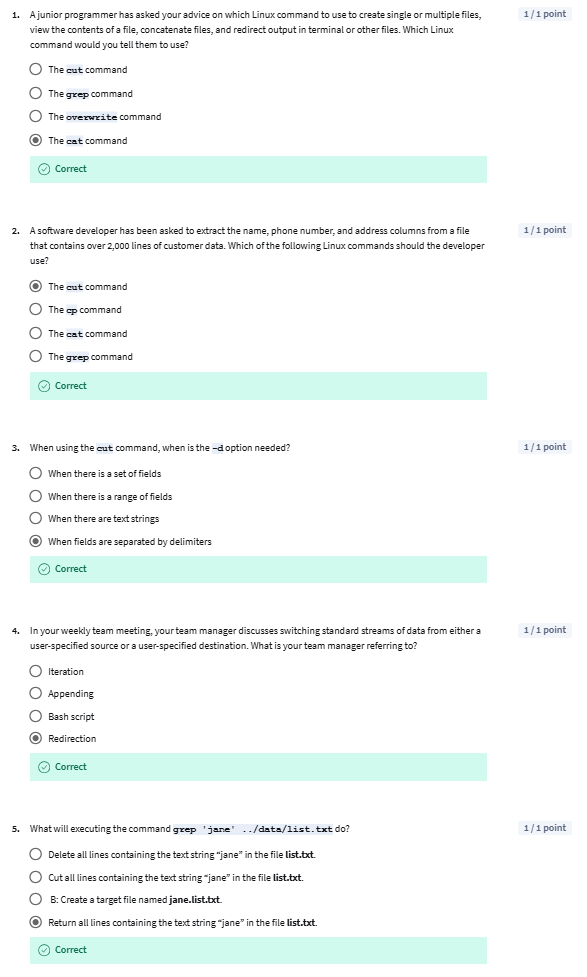 1. A junior programmer has asked your advice on which Linux command to use to create single or multiple files, 1 / 1 point
view the contents of a file, concatenate files, and redirect output in terminal or other files. Which Linux
command would you tell them to use?
The cut command
The grep command
The overwrite command
The cat command
Correct
2. A software developer has been asked to extract the name, phone number, and address columns from a file 1 / 1 point
that contains over 2,000 lines of customer data. Which of the following Linux commands should the developer
use?
The cut command
The cp command
The cat command
The grep command
Correct
3. When using the cut command, when is the -d option needed? 1 / 1 point
When there is a set of fields
When there is a range of fields
When there are text strings
When fields are separated by delimiters
Correct
4. In your weekly team meeting, your team manager discusses switching standard streams of data from either a 1 / 1 point
user-specified source or a user-specified destination. What is your team manager referring to?
Iteration
Appending
Bash script
Redirection
Correct
5. What will executing the command grep 'jane' ../data/list.txt do? 1 / 1 point
Delete all lines containing the text string “jane” in the file list.txt.
Cut all lines containing the text string “jane” in the file list.txt.
B: Create a target file named jane.list.txt.
Return all lines containing the text string “jane” in the file list.txt.
Correct